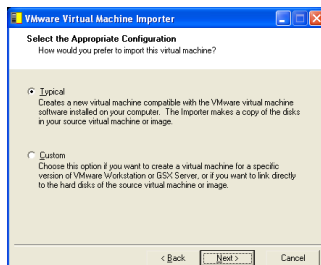 VMware Virtual Machine Importer
Select the Appropriate Configuration
How would you prefer to import this virtual machine?
Typical
Creates a new virtual machine compatible with the VMware virtual machine
software installed on your computer. The Importer makes a copy of the disks
in your source virtual machine or image.
Custom
Choose this option if you want to create a virtual machine for a specific
version of VMware Workstation or GSX Server, or if you want to link directly
to the hard disks of the source virtual machine or image.
< Back Next > Cancel